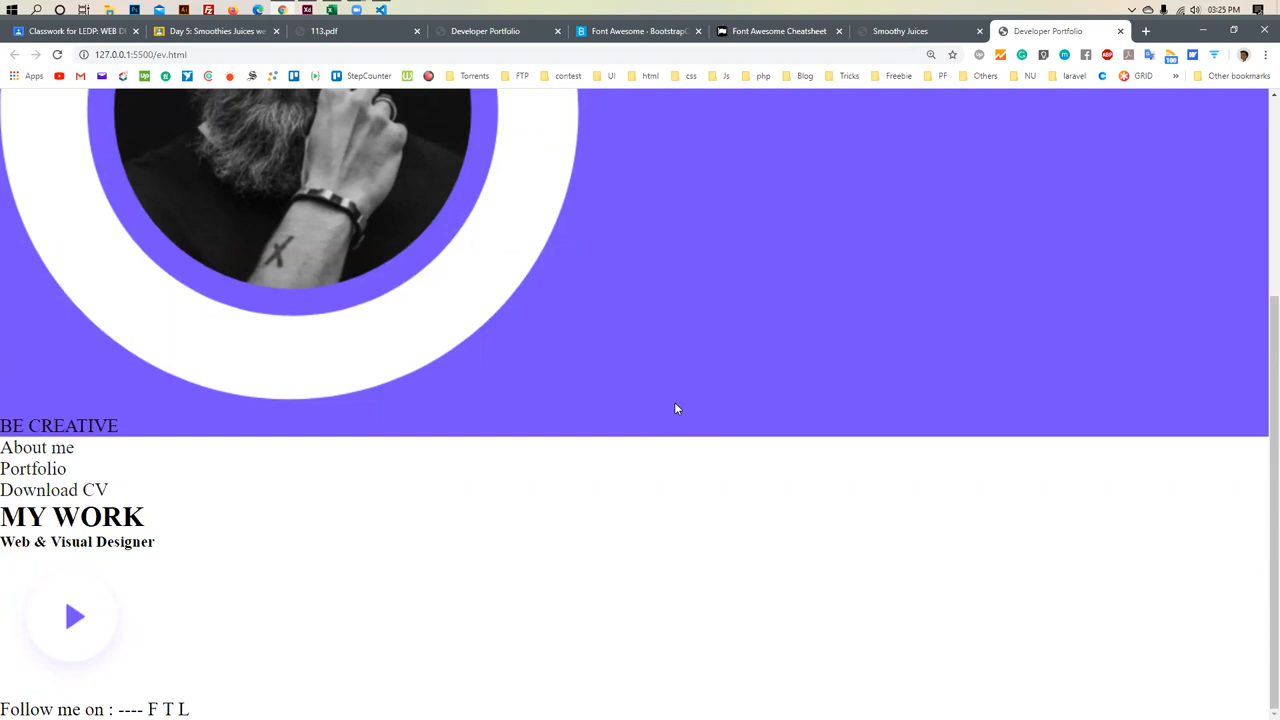 03:25 PM
Classwork for LEDP: WEB D
Day 5: Smoothies Juices we
113.pdf
Developer Portfolio
Font Awesome - Bootstrap
Font Awesome Cheatsheet
Smoothy Juices
Developer Portfolio
127.0.0.1:5500/ev.html
Apps
StepCounter
Torrents
FTP
contest
UI
html
css
Js
php
Blog
Tricks
Freebie
PF
Others
NU
laravel
GRID
Other bookmarks
BE CREATIVE
About me
Portfolio
Download CV
MY WORK
Web & Visual Designer
Follow me on : ---- F T L